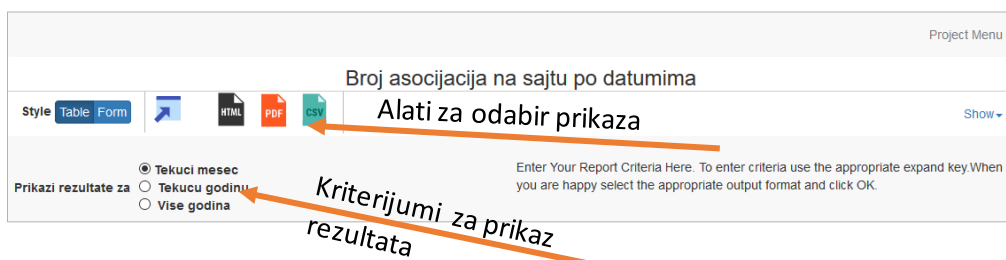 Project Menu
Broj asocijacija na sajtu po datumima
Style Table Form HTML PDF CSV Show
Alati za odabir prikaza
Prikazi rezultate za
Tekuci mesec
Tekucu godinu
Vise godina
Enter Your Report Criteria Here. To enter criteria use the appropriate expand key.When
you are happy select the appropriate output format and click OK.
Kriterijumi za prikaz
rezultata